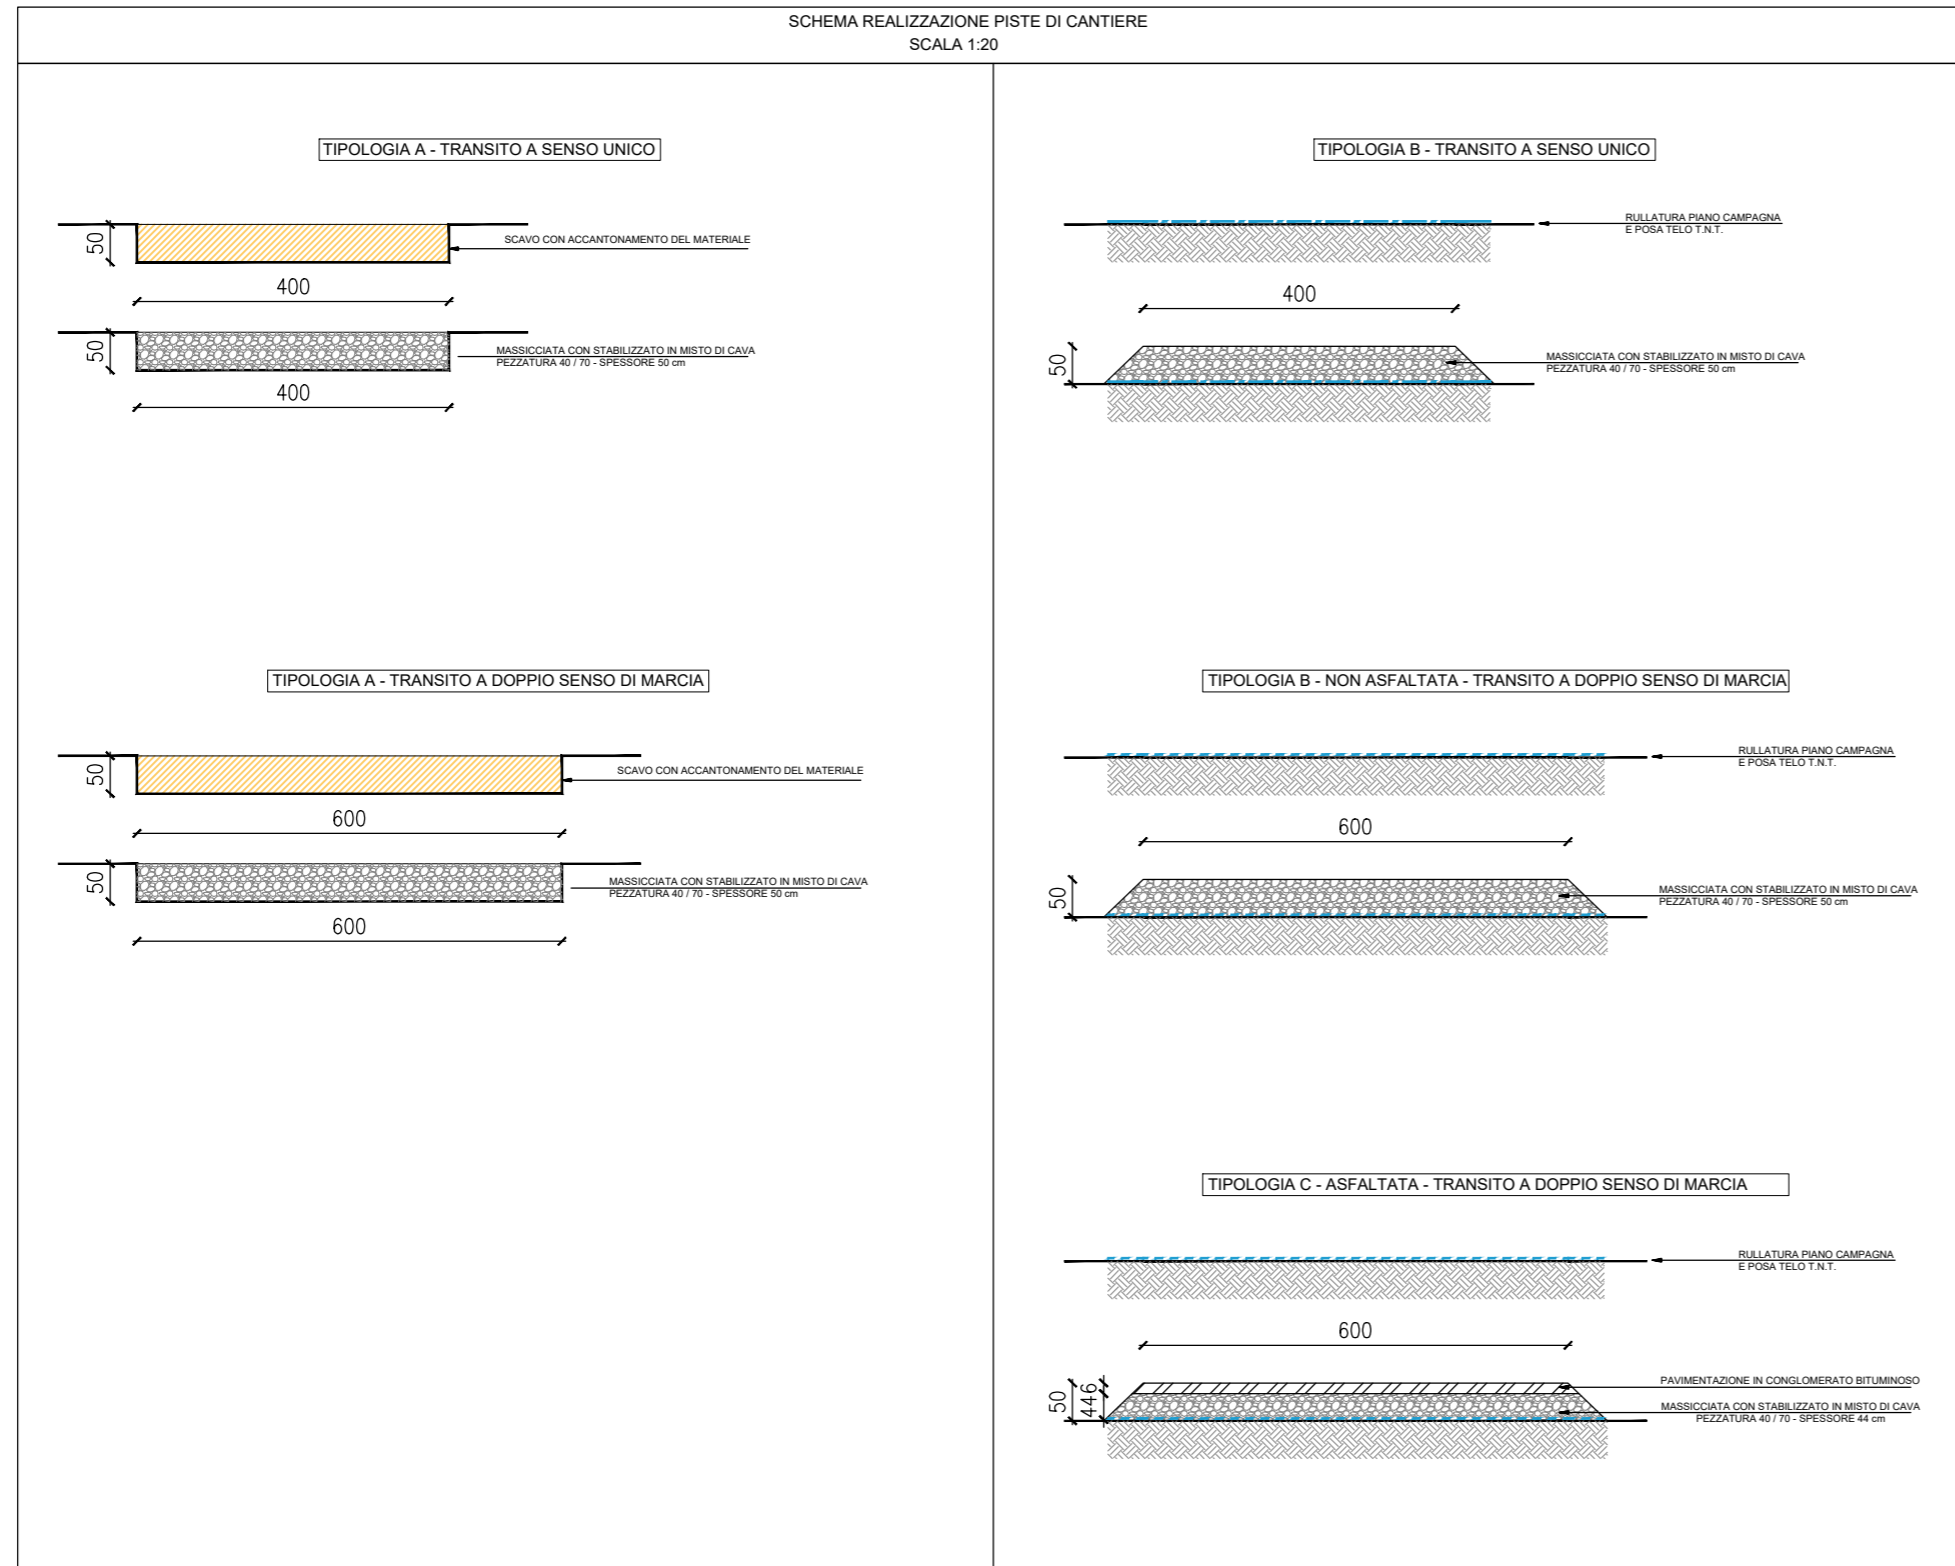 SCHEMA REALIZZAZIONE PISTE DI CANTIERE
SCALA 1:20
TIPOLOGIA A - TRANSITO A SENSO UNICO
50
SCAVO CON ACCANTONAMENTO DEL MATERIALE
400
50
MASSICCIATA CON STABILIZZATO IN MISTO DI CAVA
PEZZATURA 40 / 70 - SPESSORE 50 cm
400
TIPOLOGIA A - TRANSITO A DOPPIO SENSO DI MARCIA
50
SCAVO CON ACCANTONAMENTO DEL MATERIALE
600
50
MASSICCIATA CON STABILIZZATO IN MISTO DI CAVA
PEZZATURA 40 / 70 - SPESSORE 50 cm
600
TIPOLOGIA B - TRANSITO A SENSO UNICO
RULLATURA PIANO CAMPAGNA
E POSA TELO T.N.T.
400
50
MASSICCIATA CON STABILIZZATO IN MISTO DI CAVA
PEZZATURA 40 / 70 - SPESSORE 50 cm
TIPOLOGIA B - NON ASFALTATA - TRANSITO A DOPPIO SENSO DI MARCIA
RULLATURA PIANO CAMPAGNA
E POSA TELO T.N.T.
600
50
MASSICCIATA CON STABILIZZATO IN MISTO DI CAVA
PEZZATURA 40 / 70 - SPESSORE 50 cm
TIPOLOGIA C - ASFALTATA - TRANSITO A DOPPIO SENSO DI MARCIA
RULLATURA PIANO CAMPAGNA
E POSA TELO T.N.T.
600
50
44
6
PAVIMENTAZIONE IN CONGLOMERATO BITUMINOSO
MASSICCIATA CON STABILIZZATO IN MISTO DI CAVA
PEZZATURA 40 / 70 - SPESSORE 44 cm